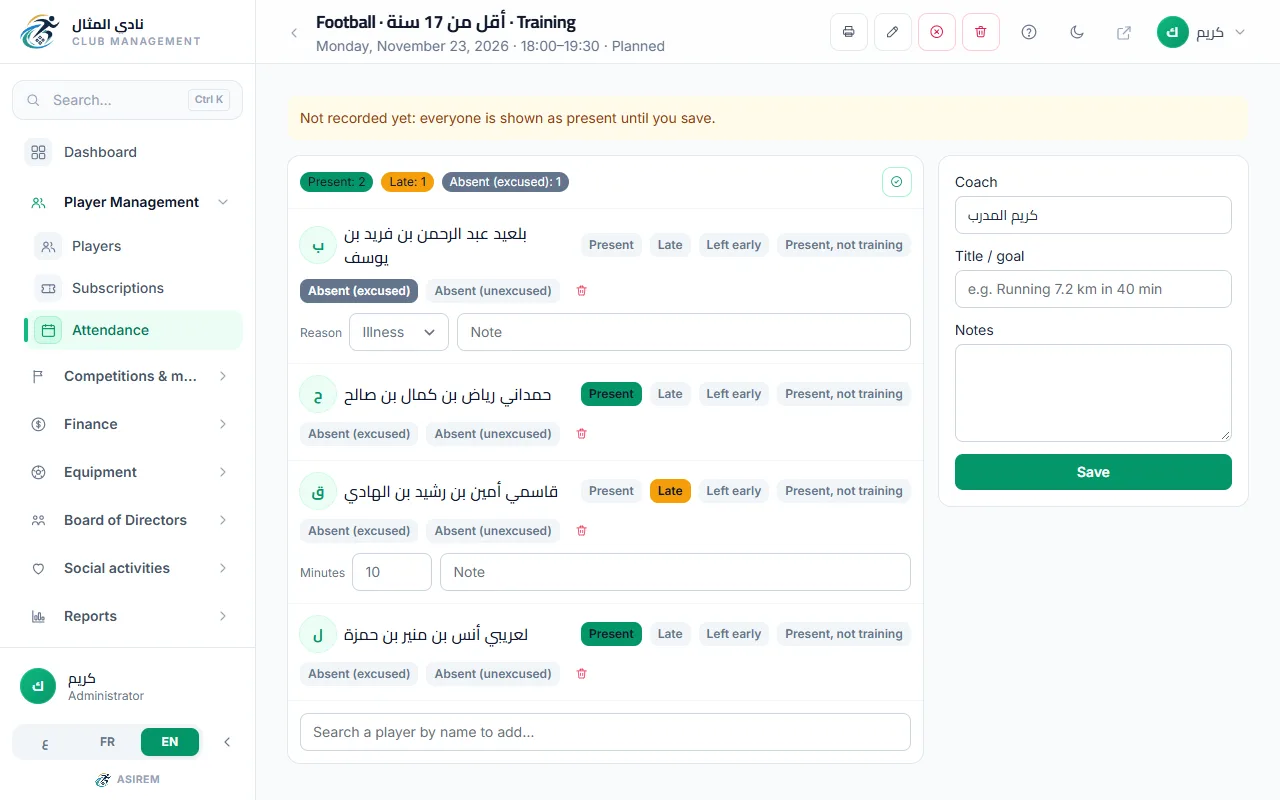 نادي المثال
CLUB MANAGEMENT
Search...
Ctrl K
Dashboard
Player Management
Players
Subscriptions
Attendance
Competitions & m...
Finance
Equipment
Board of Directors
Social activities
Reports
ك
كريم
Administrator
ع
FR
EN
ASIREM
Football · أقل من 17 سنة · Training
Monday, November 23, 2026 · 18:00–19:30 · Planned
ك
كريم
Not recorded yet: everyone is shown as present until you save.
Present: 2
Late: 1
Absent (excused): 1
ب
بلعيد عبد الرحمن بن فريد بن
يوسف
Present
Late
Left early
Present, not training
Absent (excused)
Absent (unexcused)
Reason
Illness
Note
ح
حمداني رياض بن كمال بن صالح
Present
Late
Left early
Present, not training
Absent (excused)
Absent (unexcused)
ق
قاسمي أمين بن رشيد بن الهادي
Present
Late
Left early
Present, not training
Absent (excused)
Absent (unexcused)
Minutes
10
Note
ل
لعريبي أنس بن منير بن حمزة
Present
Late
Left early
Present, not training
Absent (excused)
Absent (unexcused)
Search a player by name to add...
Coach
كريم المدرب
Title / goal
e.g. Running 7.2 km in 40 min
Notes
Save